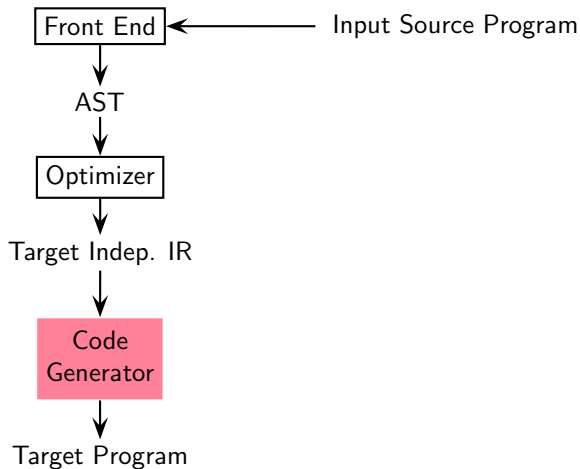 Front End
Input Source Program
AST
Optimizer
Target Indep. IR
Code
Generator
Target Program